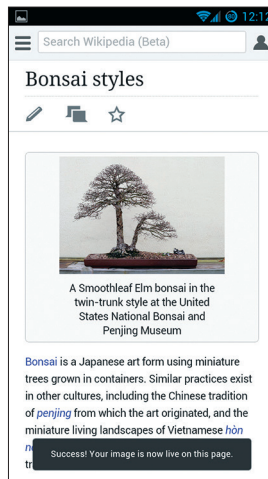 12:12
Search Wikipedia (Beta)
Bonsai styles
A Smoothleaf Elm bonsai in the
twin-trunk style at the United
States National Bonsai and
Penjing Museum
Bonsai is a Japanese art form using miniature
trees grown in containers. Similar practices exist
in other cultures, including the Chinese tradition
of penjing from which the art originated, and the
miniature living landscapes of Vietnamese hòn
Success! Your image is now live on this page.